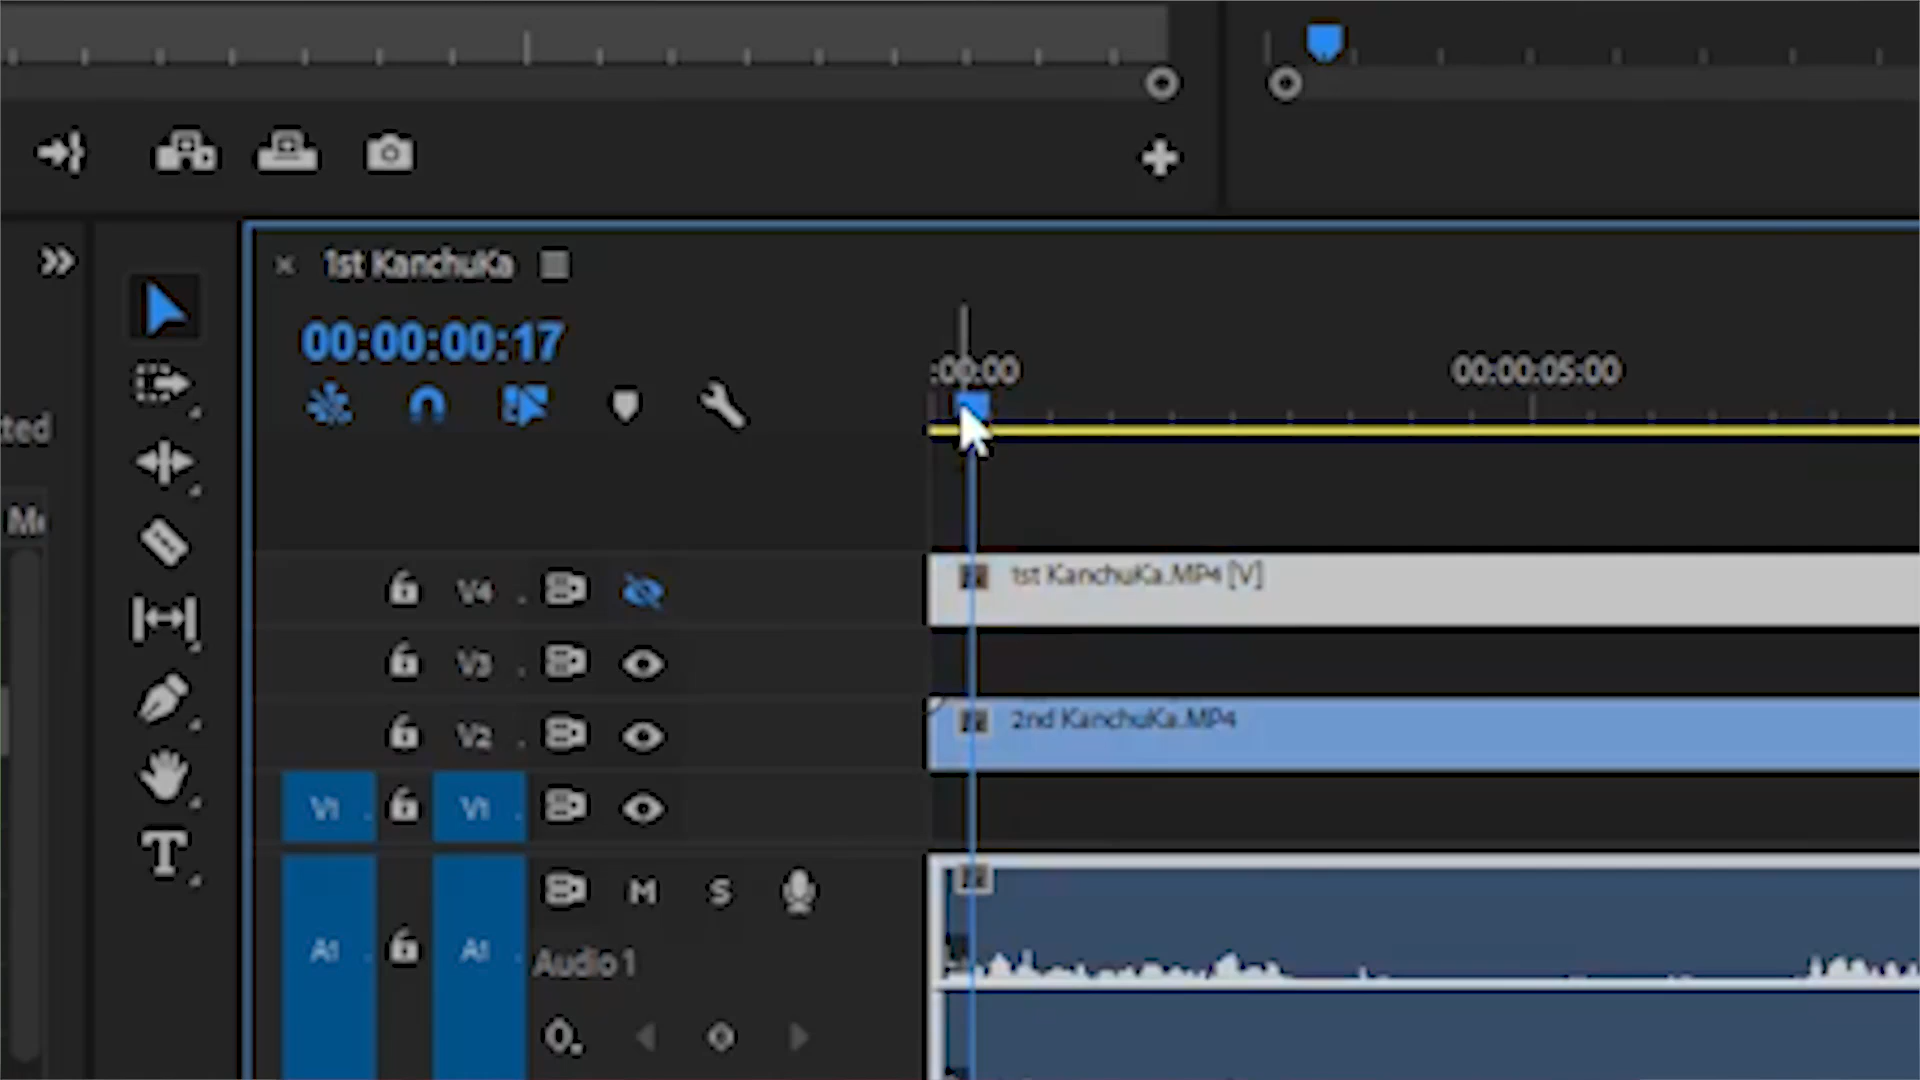 1st KanchuKa
00:00:00:17
:00:00
00:00:05:00
tted
V4
1st KanchuKa.MP4 [V]
V3
V2
2nd KanchuKa.MP4
V1
V1
M
S
A1
A1
Audio 1